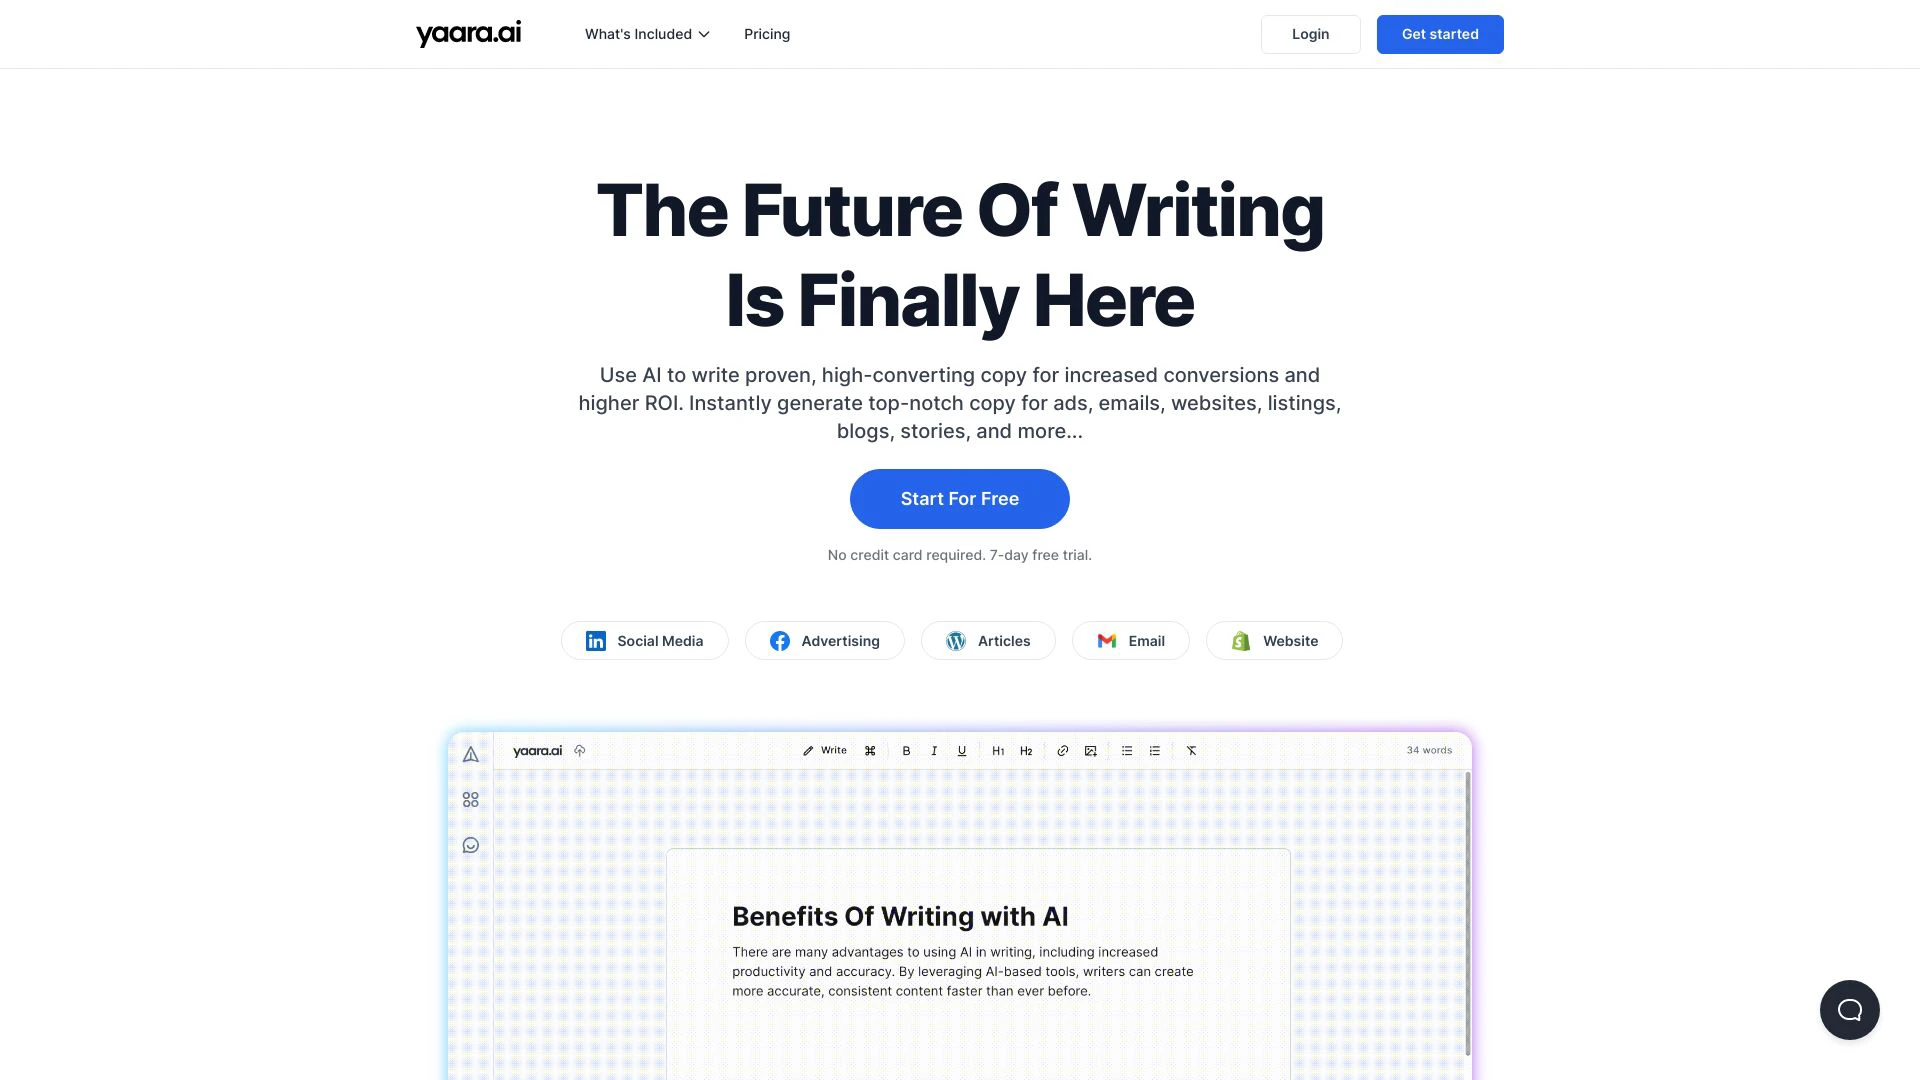 yaara.ai
What's Included
Pricing
Login
Get started
The Future Of Writing
Is Finally Here
Use AI to write proven, high-converting copy for increased conversions and
higher ROI. Instantly generate top-notch copy for ads, emails, websites, listings,
blogs, stories, and more...
Start For Free
No credit card required. 7-day free trial.
in Social Media
Advertising
Articles
Email
Website
yaara.ai
Write
B
I
U
H1
H2
34 words
Benefits Of Writing with AI
There are many advantages to using AI in writing, including increased
productivity and accuracy. By leveraging AI-based tools, writers can create
more accurate, consistent content faster than ever before.